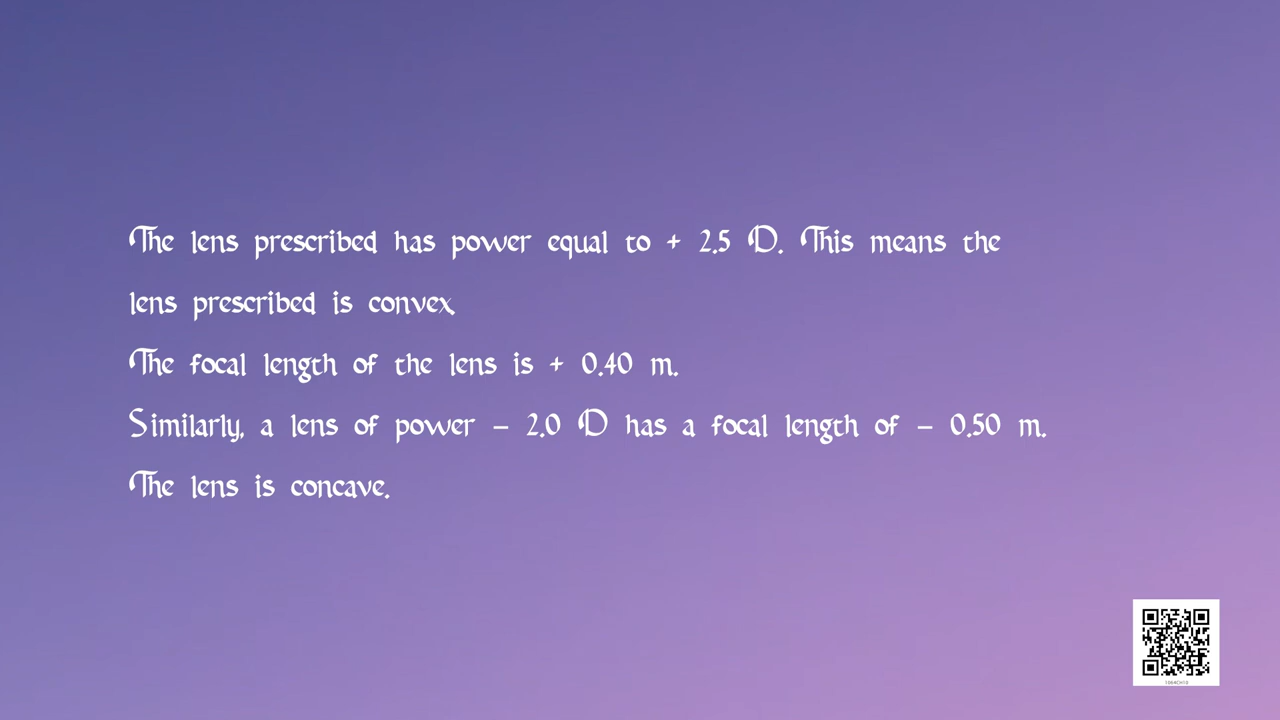 The lens prescribed has power equal to + 2.5 D. This means the
lens prescribed is convex.
The focal length of the lens is + 0.40 m.
Similarly, a lens of power – 2.0 D has a focal length of – 0.50 m.
The lens is concave.
1064CH10